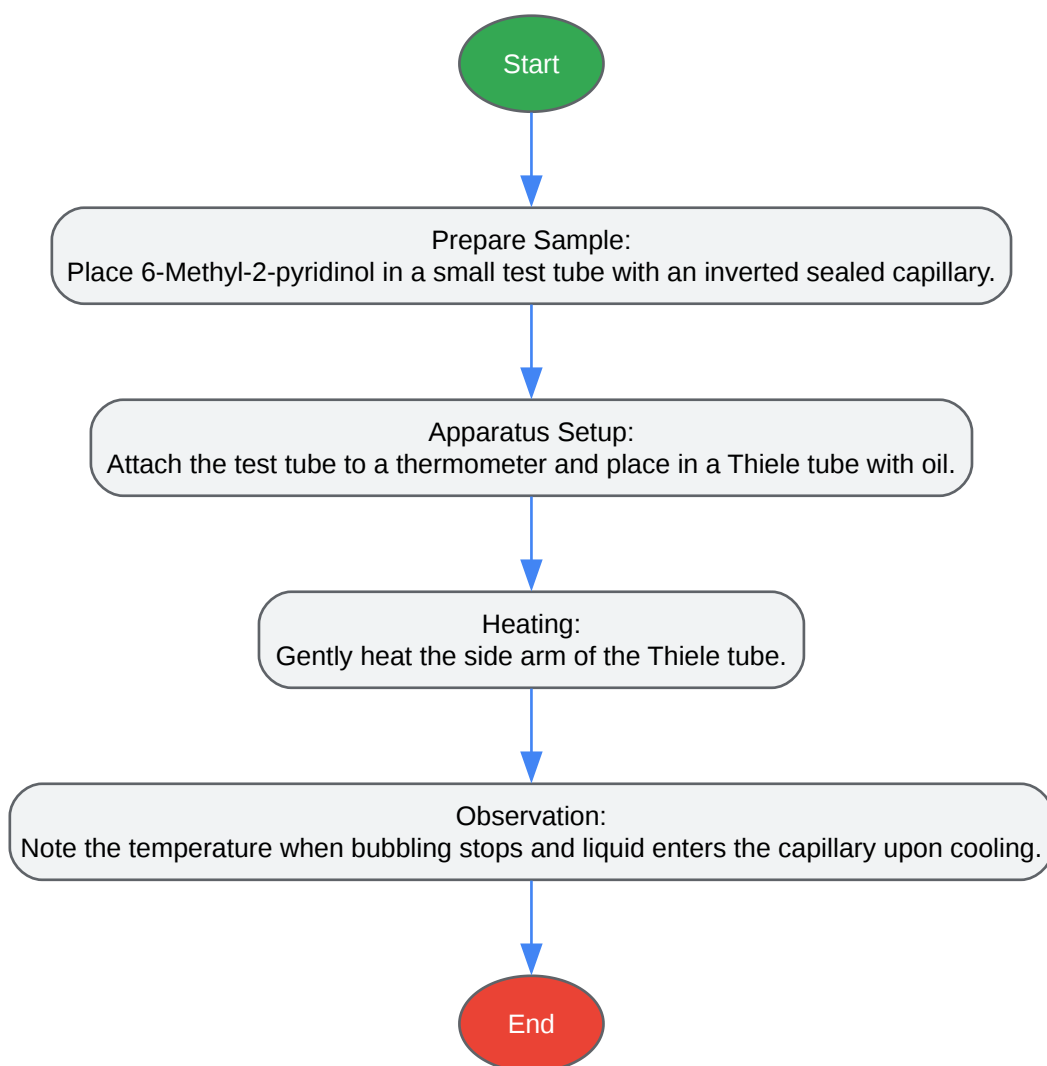 Start
Prepare Sample:
Place 6-Methyl-2-pyridinol in a small test tube with an inverted sealed capillary.
Apparatus Setup:
Attach the test tube to a thermometer and place in a Thiele tube with oil.
Heating:
Gently heat the side arm of the Thiele tube.
Observation:
Note the temperature when bubbling stops and liquid enters the capillary upon cooling.
End